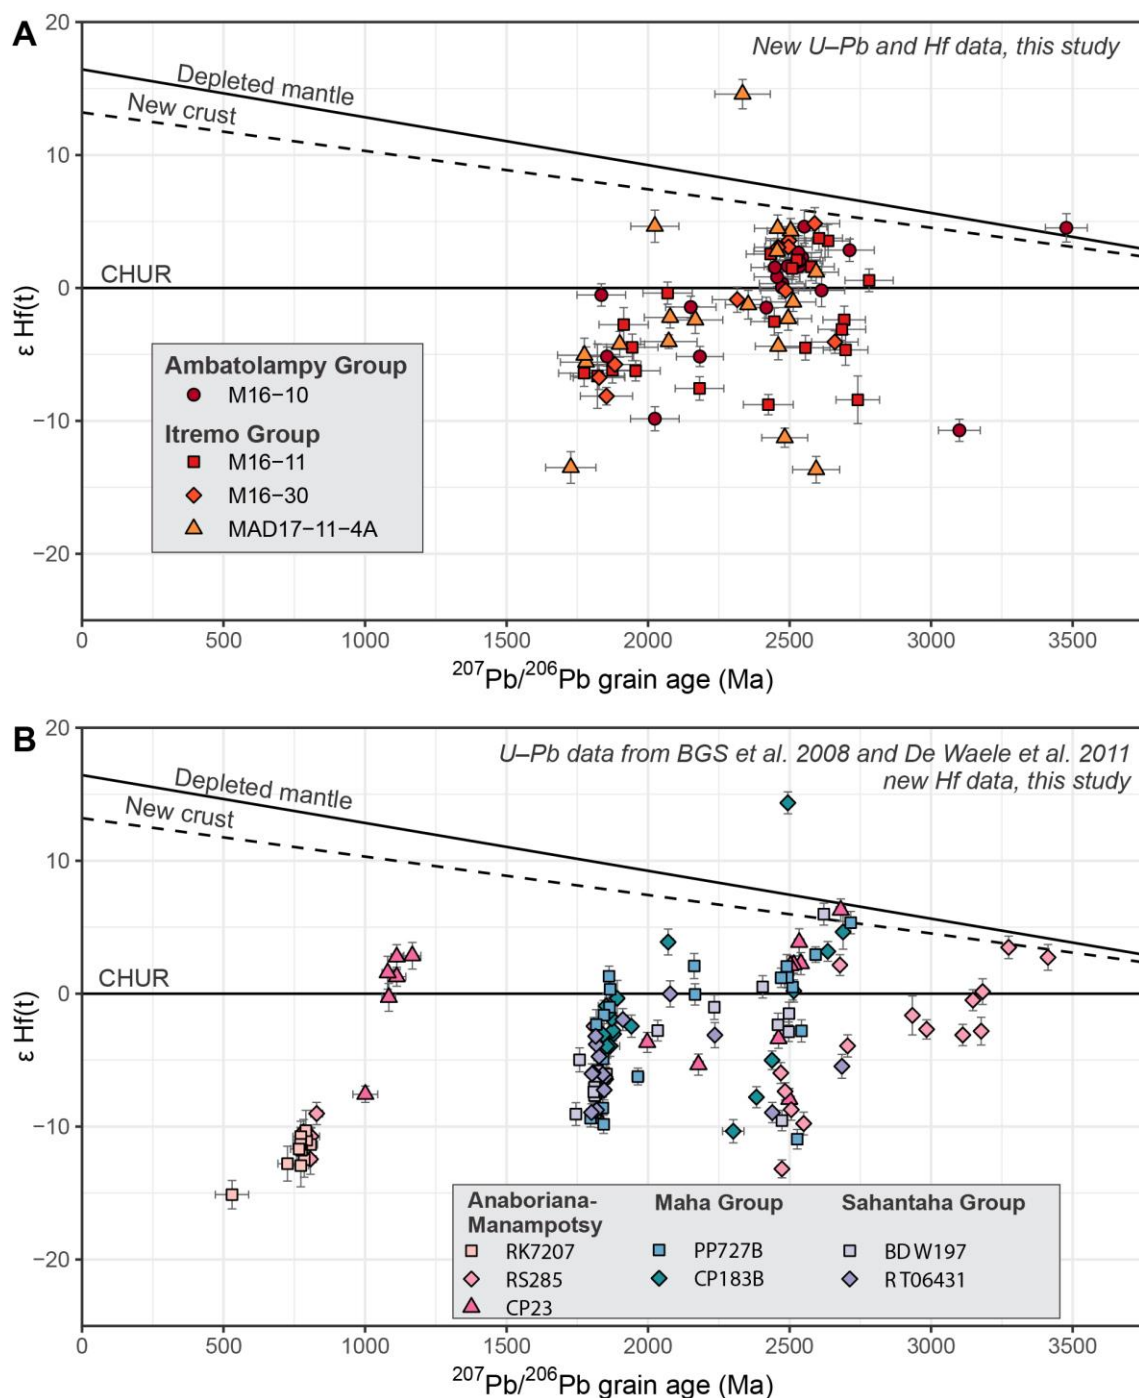 A
New U–Pb and Hf data, this study
Depleted mantle
New crust
CHUR
20
10
0
−10
−20
ε Hf(t)
Ambatolampy Group
M16−10
Itremo Group
M16−11
M16−30
MAD17−11−4A
0 500 1000 1500 2000 2500 3000 3500
²⁰⁷Pb/²⁰⁶Pb grain age (Ma)
B
U–Pb data from BGS et al. 2008 and De Waele et al. 2011
new Hf data, this study
Depleted mantle
New crust
CHUR
20
10
0
−10
−20
ε Hf(t)
Anaboriana-
Manampotsy
RK7207
RS285
CP23
Maha Group
PP727B
CP183B
Sahantaha Group
BDW197
RT06431
0 500 1000 1500 2000 2500 3000 3500
²⁰⁷Pb/²⁰⁶Pb grain age (Ma)